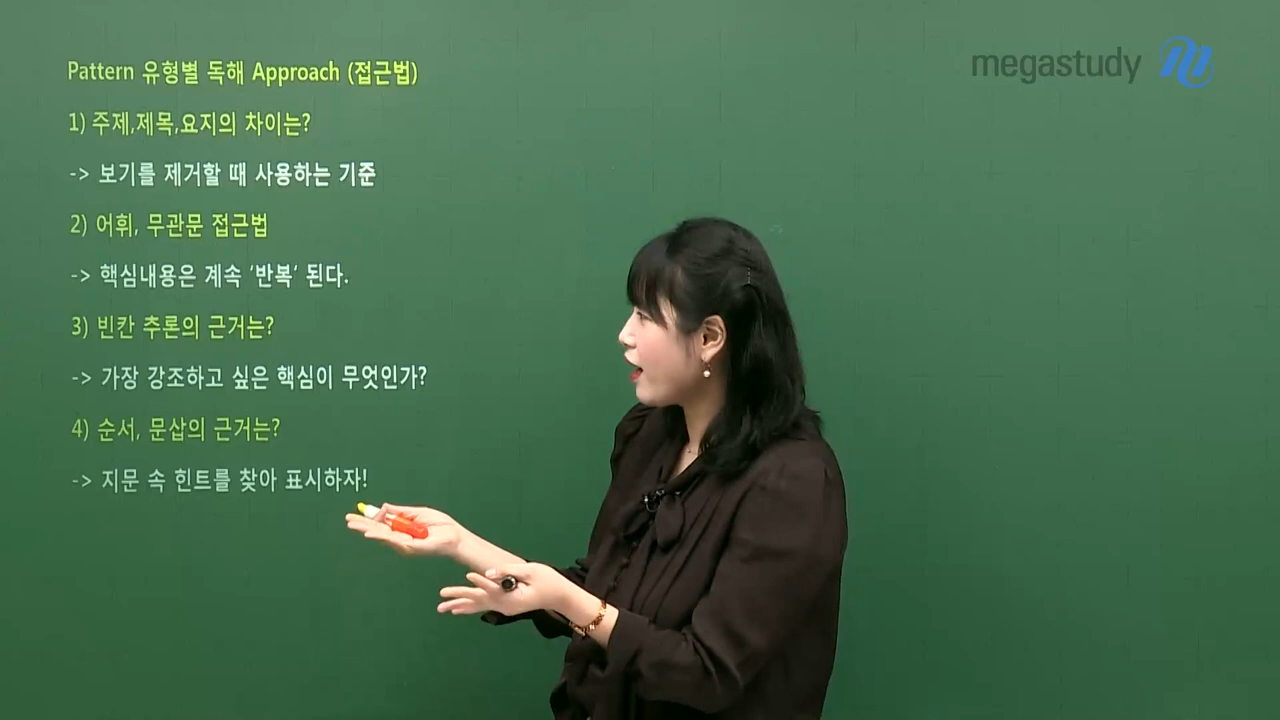 megastudy
Pattern 유형별 독해 Approach (접근법)
1) 주제,제목,요지의 차이는?
-> 보기를 제거할 때 사용하는 기준
2) 어휘, 무관문 접근법
-> 핵심내용은 계속 '반복' 된다.
3) 빈칸 추론의 근거는?
-> 가장 강조하고 싶은 핵심이 무엇인가?
4) 순서, 문삽의 근거는?
-> 지문 속 힌트를 찾아 표시하자!